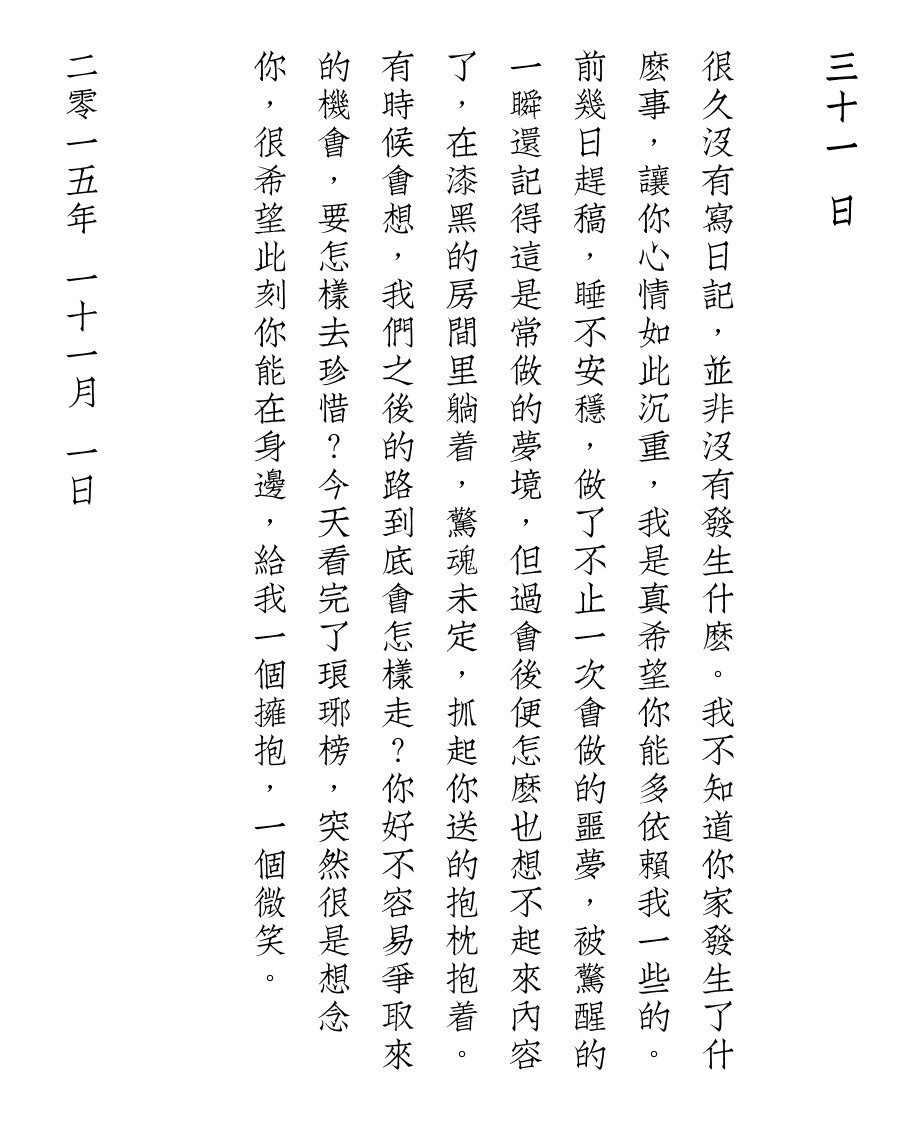 三十一 日
很久沒有寫日記，並非沒有發生什麼。我不知道你家發生了什
麼事，讓你心情如此沉重，我是真希望你能多依賴我一些的。
前幾日趕稿，睡不安穩，做了不止一次會做的噩夢，被驚醒的
一瞬還記得這是常做的夢境，但過會後便怎麼也想不起來內容
了，在漆黑的房間里躺着，驚魂未定，抓起你送的抱枕抱着。
有時候會想，我們之後的路到底會怎樣走？你好不容易爭取來
的機會，要怎樣去珍惜？今天看完了琅琊榜，突然很是想念
你，很希望此刻你能在身邊，給我一個擁抱，一個微笑。
二零一五年 一十一月 一日